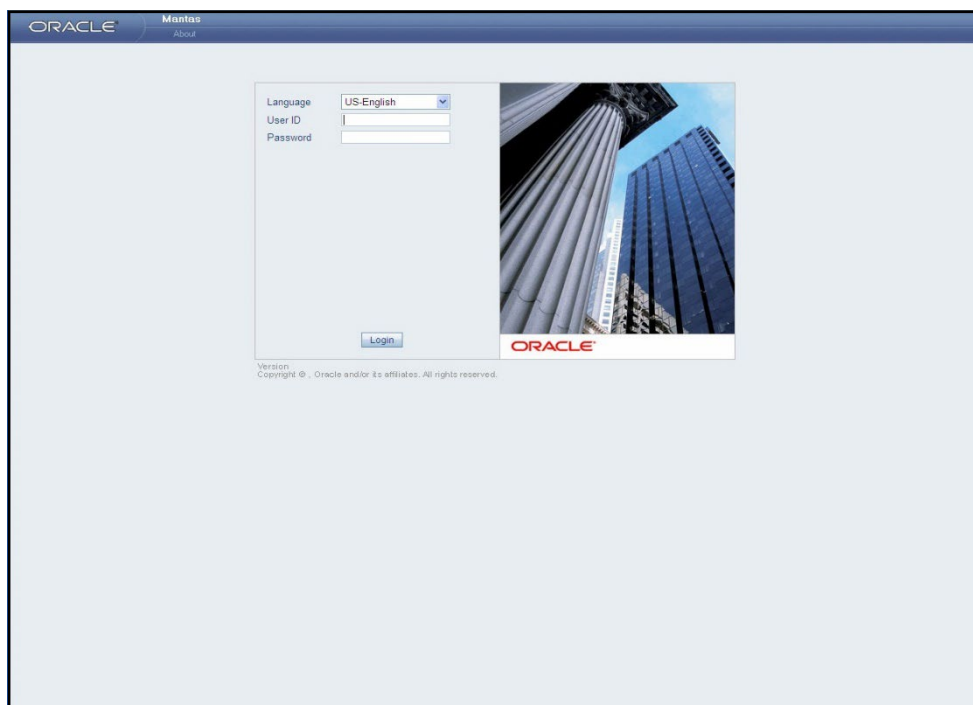 ORACLE®
Mantas
About
Language US-English
User ID
Password
Login
ORACLE®
Version
Copyright © , Oracle and/or its affiliates. All rights reserved.